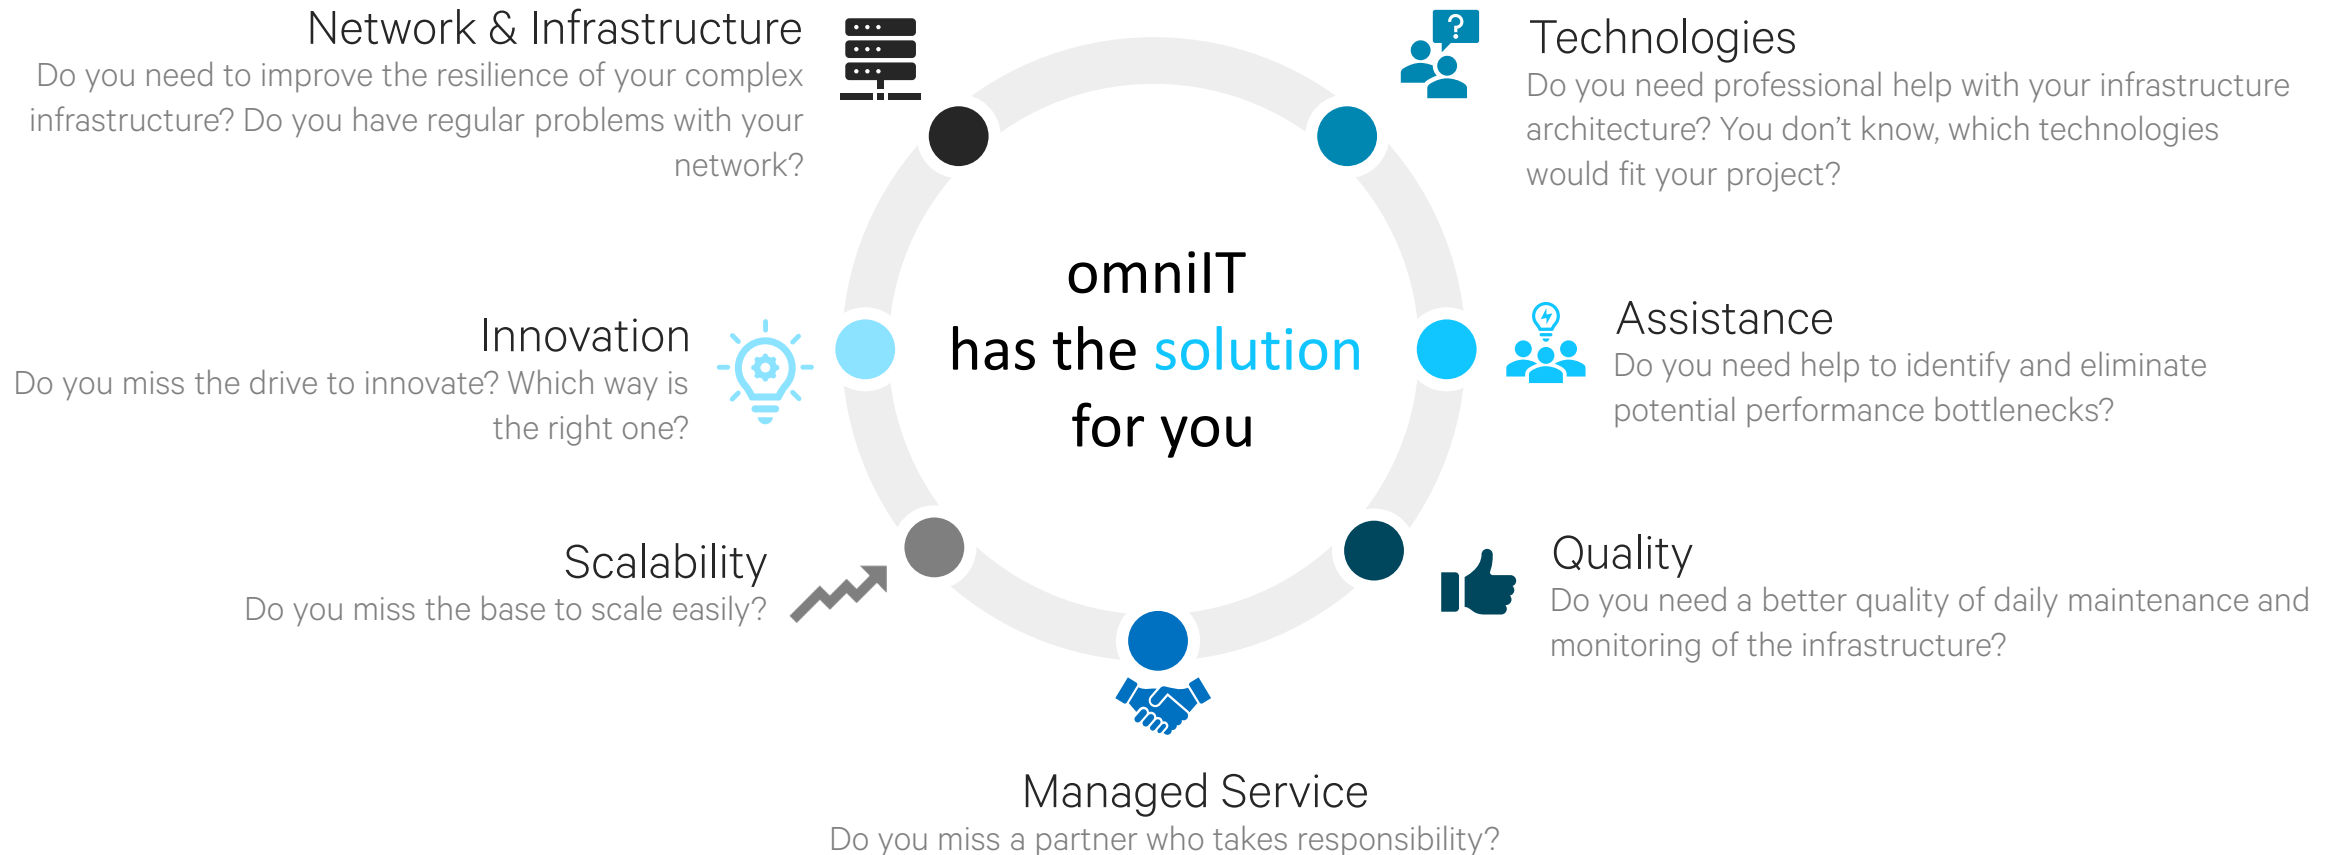 Network & Infrastructure
Do you need to improve the resilience of your complex
infrastructure? Do you have regular problems with your
network?
?
Technologies
Do you need professional help with your infrastructure
architecture? You don’t know, which technologies
would fit your project?
omniIT
has the solution
for you
Innovation
Do you miss the drive to innovate? Which way is
the right one?
Assistance
Do you need help to identify and eliminate
potential performance bottlenecks?
Scalability
Do you miss the base to scale easily?
Quality
Do you need a better quality of daily maintenance and
monitoring of the infrastructure?
Managed Service
Do you miss a partner who takes responsibility?